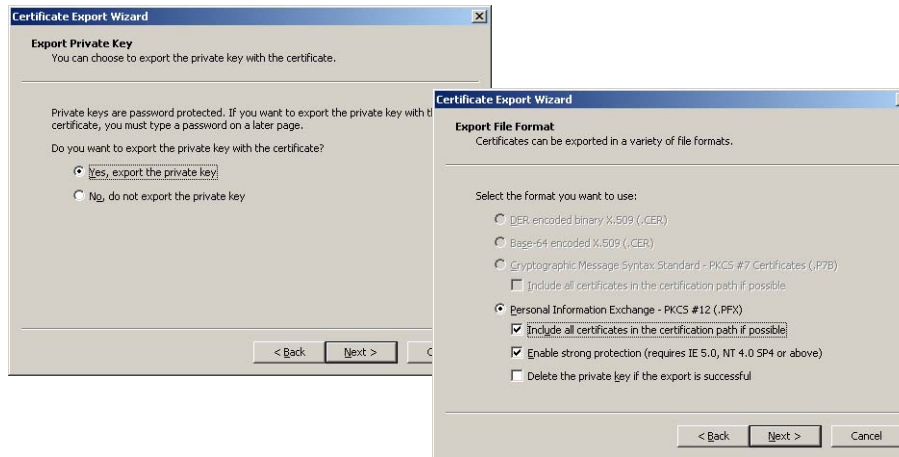 Certificate Export Wizard
Export Private Key
You can choose to export the private key with the certificate.
Private keys are password protected. If you want to export the private key with
certificate, you must type a password on a later page.
Do you want to export the private key with the certificate?
Yes, export the private key
No, do not export the private key
< Back
Next >
Certificate Export Wizard
Export File Format
Certificates can be exported in a variety of file formats.
Select the format you want to use:
DER encoded binary X.509 (.CER)
Base-64 encoded X.509 (.CER)
Cryptographic Message Syntax Standard - PKCS #7 Certificates (.P7B)
Include all certificates in the certification path if possible
Personal Information Exchange - PKCS #12 (.PFX)
Include all certificates in the certification path if possible
Enable strong protection (requires IE 5.0, NT 4.0 SP4 or above)
Delete the private key if the export is successful
< Back
Next >
Cancel